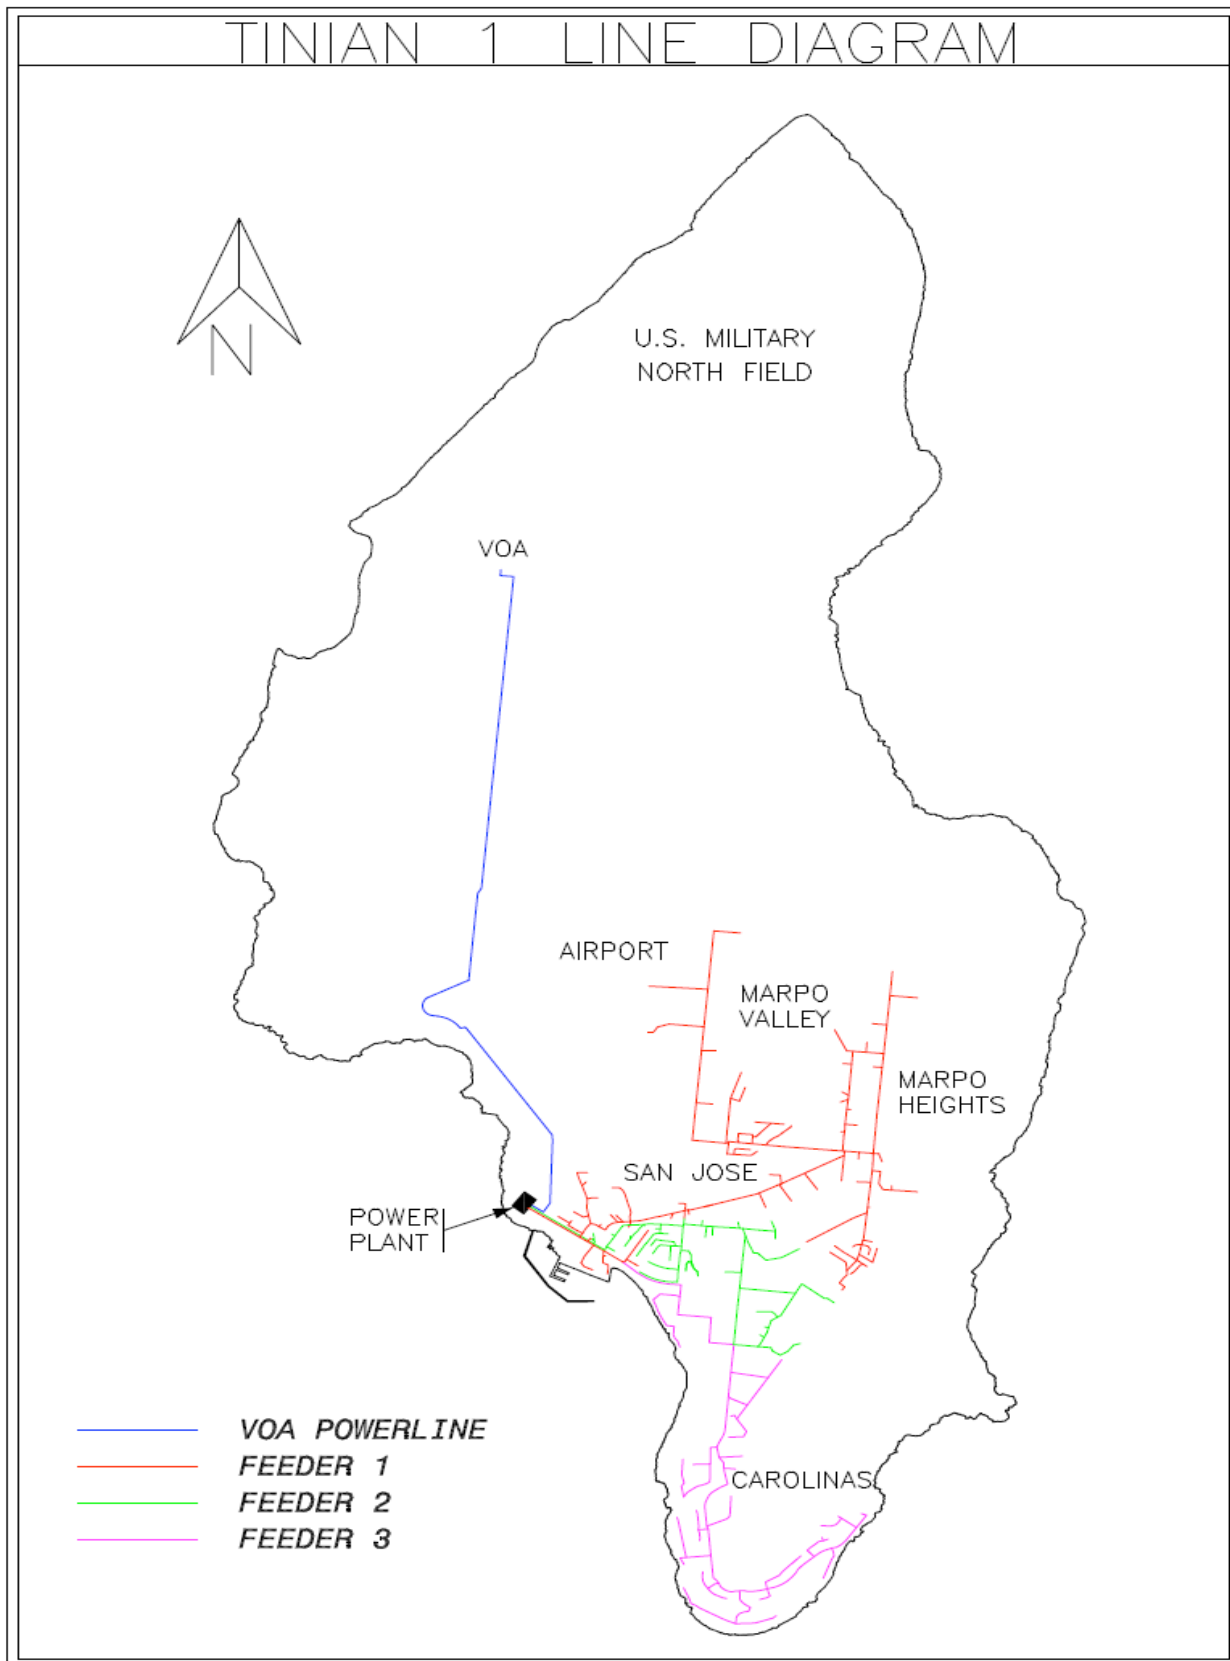 TINIAN 1 LINE DIAGRAM
N
U.S. MILITARY
NORTH FIELD
VOA
AIRPORT
MARPO
VALLEY
MARPO
HEIGHTS
SAN JOSE
POWER
PLANT
CAROLINAS
VOA POWERLINE
FEEDER 1
FEEDER 2
FEEDER 3